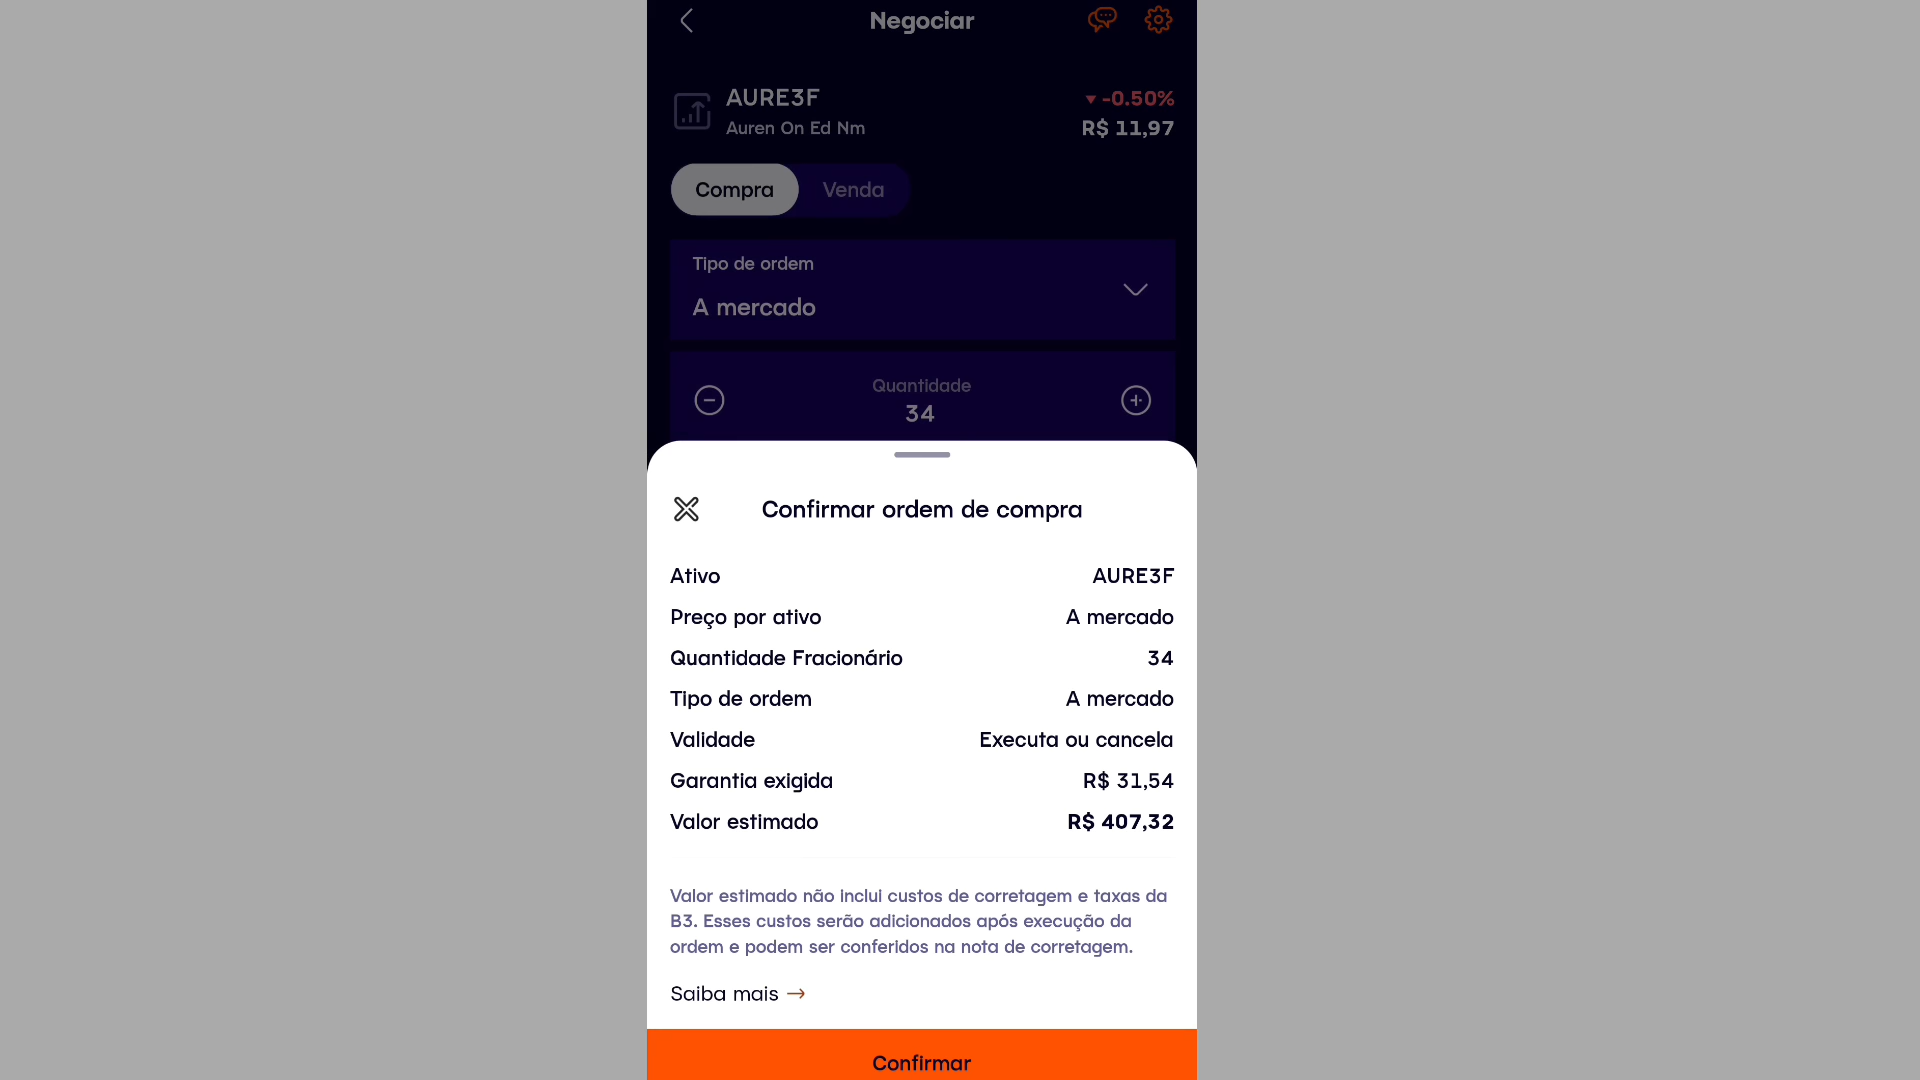 Negociar
AURE3F
-0.50%
Auren On Ed Nm
R$ 11,97
Compra
Venda
Tipo de ordem
A mercado
Quantidade
34
Confirmar ordem de compra
Ativo AURE3F
Preço por ativo A mercado
Quantidade Fracionário 34
Tipo de ordem A mercado
Validade Executa ou cancela
Garantia exigida R$ 31,54
Valor estimado R$ 407,32
Valor estimado não inclui custos de corretagem e taxas da
B3. Esses custos serão adicionados após execução da
ordem e podem ser conferidos na nota de corretagem.
Saiba mais →
Confirmar